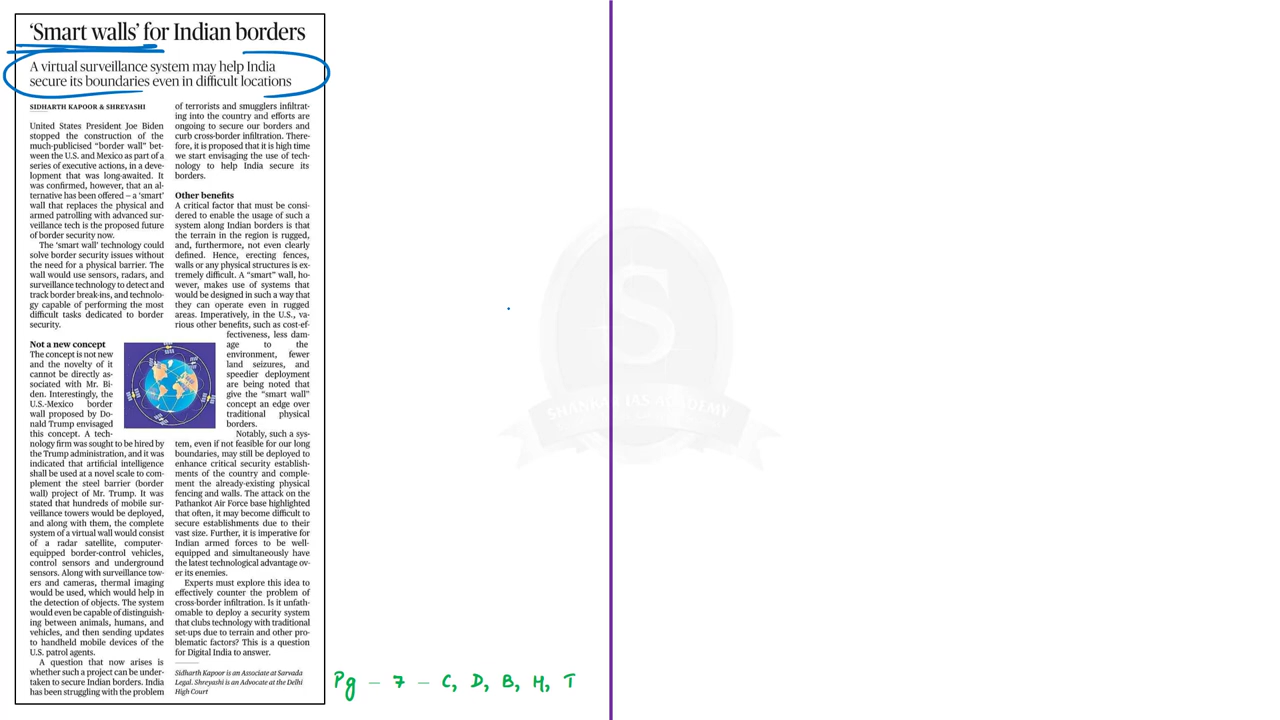 ‘Smart walls’ for Indian borders
A virtual surveillance system may help India
secure its boundaries even in difficult locations
SIDHARTH KAPOOR & SHREYASHI
United States President Joe Biden
stopped the construction of the
much-publicised “border wall” bet-
ween the U.S. and Mexico as part of a
series of executive actions, in a deve-
lopment that was long-awaited. It
was confirmed, however, that an al-
ternative has been offered – a ‘smart’
wall that replaces the physical and
armed patrolling with advanced sur-
veillance tech is the proposed future
of border security now.
The ‘smart wall’ technology could
solve border security issues without
the need for a physical barrier. The
wall would use sensors, radars, and
surveillance technology to detect and
track border break-ins, and technolo-
gy capable of performing the most
difficult tasks dedicated to border
security.
Not a new concept
The concept is not new
and the novelty of it
cannot be directly as-
sociated with Mr. Bi-
den. Interestingly, the
U.S.-Mexico border
wall proposed by Do-
nald Trump envisaged
this concept. A tech-
nology firm was sought to be hired by
the Trump administration, and it was
indicated that artificial intelligence
shall be used at a novel scale to com-
plement the steel barrier (border
wall) project of Mr. Trump. It was
stated that hundreds of mobile sur-
veillance towers would be deployed,
and along with them, the complete
system of a virtual wall would consist
of a radar satellite, computer-
equipped border-control vehicles,
control sensors and underground
sensors. Along with surveillance tow-
ers and cameras, thermal imaging
would be used, which would help in
the detection of objects. The system
would even be capable of distinguish-
ing between animals, humans, and
vehicles, and then sending updates
to handheld mobile devices of the
U.S. patrol agents.
A question that now arises is
whether such a project can be under-
taken to secure Indian borders. India
has been struggling with the problem
of terrorists and smugglers infiltrat-
ing into the country and efforts are
ongoing to secure our borders and
curb cross-border infiltration. There-
fore, it is proposed that it is high time
we start envisaging the use of tech-
nology to help India secure its
borders.
Other benefits
A critical factor that must be consi-
dered to enable the usage of such a
system along Indian borders is that
the terrain in the region is rugged,
and, furthermore, not even clearly
defined. Hence, erecting fences,
walls or any physical structures is ex-
tremely difficult. A “smart” wall, ho-
wever, makes use of systems that
would be designed in such a way that
they can operate even in rugged
areas. Imperatively, in the U.S., va-
rious other benefits, such as cost-ef-
fectiveness, less dam-
age to the
environment, fewer
land seizures, and
speedier deployment
are being noted that
give the “smart wall”
concept an edge over
traditional physical
borders.
Notably, such a sys-
tem, even if not feasible for our long
boundaries, may still be deployed to
enhance critical security establish-
ments of the country and comple-
ment the already-existing physical
fencing and walls. The attack on the
Pathankot Air Force base highlighted
that often, it may become difficult to
secure establishments due to their
vast size. Further, it is imperative for
Indian armed forces to be well-
equipped and simultaneously have
the latest technological advantage ov-
er its enemies.
Experts must explore this idea to
effectively counter the problem of
cross-border infiltration. Is it unfath-
omable to deploy a security system
that clubs technology with traditional
set-ups due to terrain and other pro-
blematic factors? This is a question
for Digital India to answer.
Sidharth Kapoor is an Associate at Sarvada
Legal. Shreyashi is an Advocate at the Delhi
High Court
Pg – 7 – C, D, B, H, T
SHANKAR IAS ACADEMY